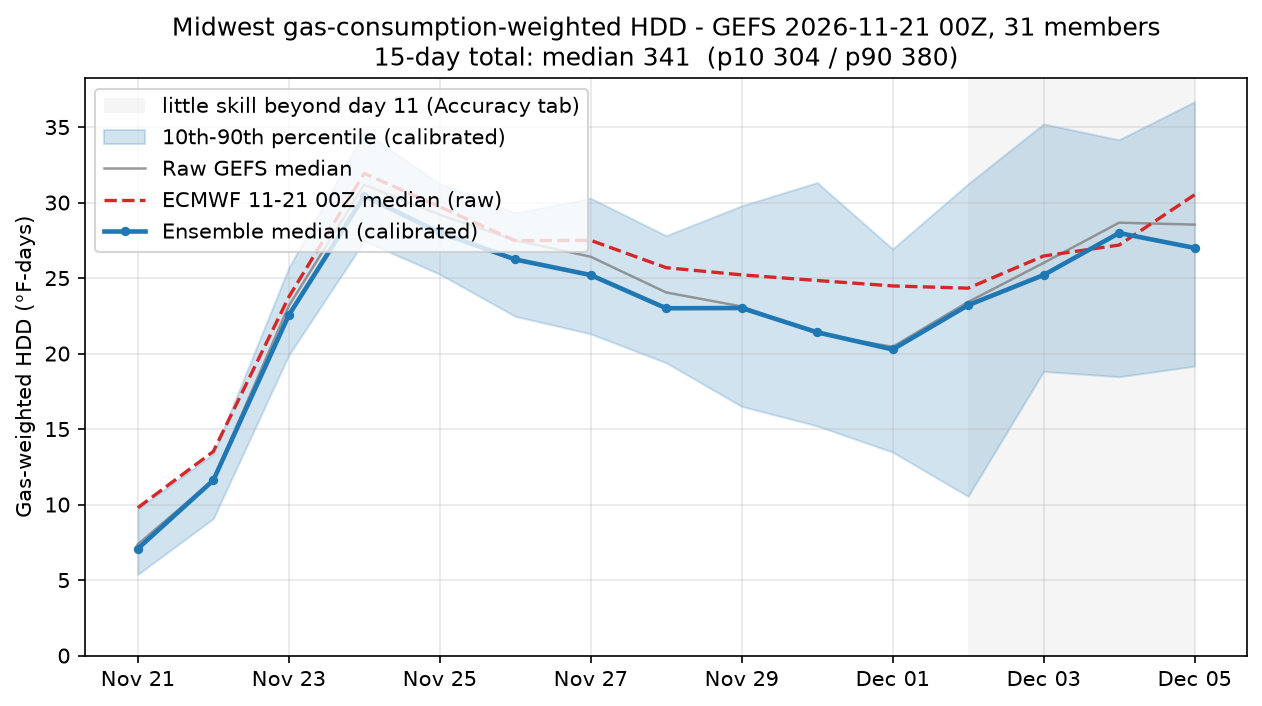 Midwest gas-consumption-weighted HDD - GEFS 2026-11-21 00Z, 31 members
15-day total: median 341  (p10 304 / p90 380)
little skill beyond day 11 (Accuracy tab)
10th-90th percentile (calibrated)
Raw GEFS median
ECMWF 11-21 00Z median (raw)
Ensemble median (calibrated)
Gas-weighted HDD (°F-days)
35
30
25
20
15
10
5
0
Nov 21 Nov 23 Nov 25 Nov 27 Nov 29 Dec 01 Dec 03 Dec 05